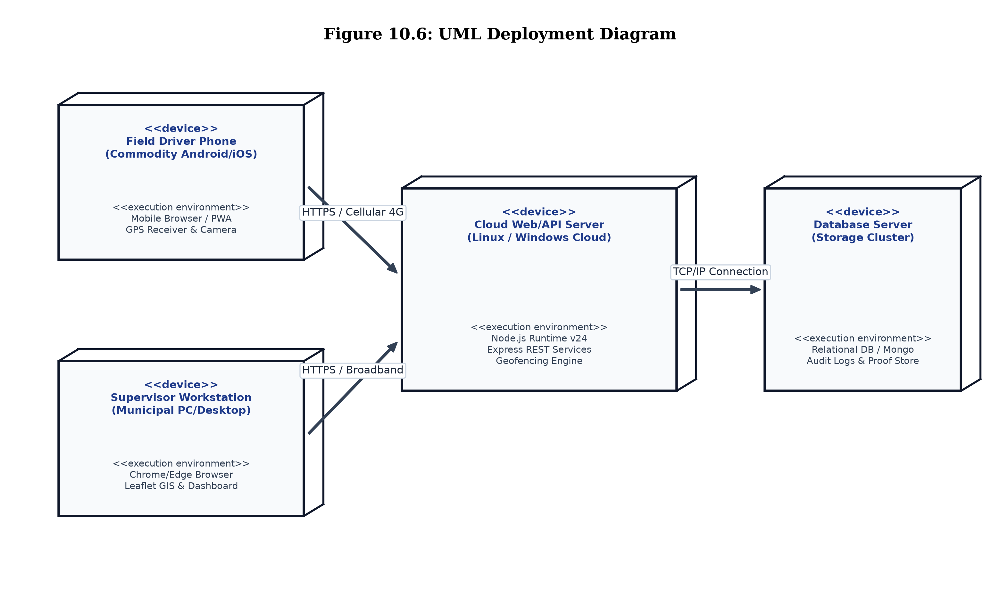 Figure 10.6: UML Deployment Diagram
<<device>>
Field Driver Phone
(Commodity Android/iOS)
<<execution environment>>
Mobile Browser / PWA
GPS Receiver & Camera
HTTPS / Cellular 4G
<<device>>
Supervisor Workstation
(Municipal PC/Desktop)
<<execution environment>>
Chrome/Edge Browser
Leaflet GIS & Dashboard
HTTPS / Broadband
<<device>>
Cloud Web/API Server
(Linux / Windows Cloud)
<<execution environment>>
Node.js Runtime v24
Express REST Services
Geofencing Engine
TCP/IP Connection
<<device>>
Database Server
(Storage Cluster)
<<execution environment>>
Relational DB / Mongo
Audit Logs & Proof Store